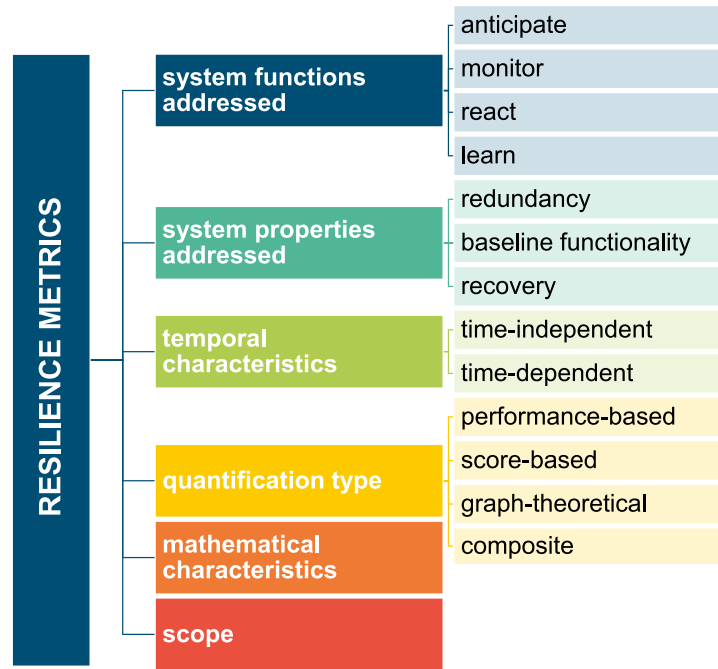 RESILIENCE METRICS
system functions
addressed
anticipate
monitor
react
learn
system properties
addressed
redundancy
baseline functionality
recovery
temporal
characteristics
time-independent
time-dependent
quantification type
performance-based
score-based
graph-theoretical
composite
mathematical
characteristics
scope